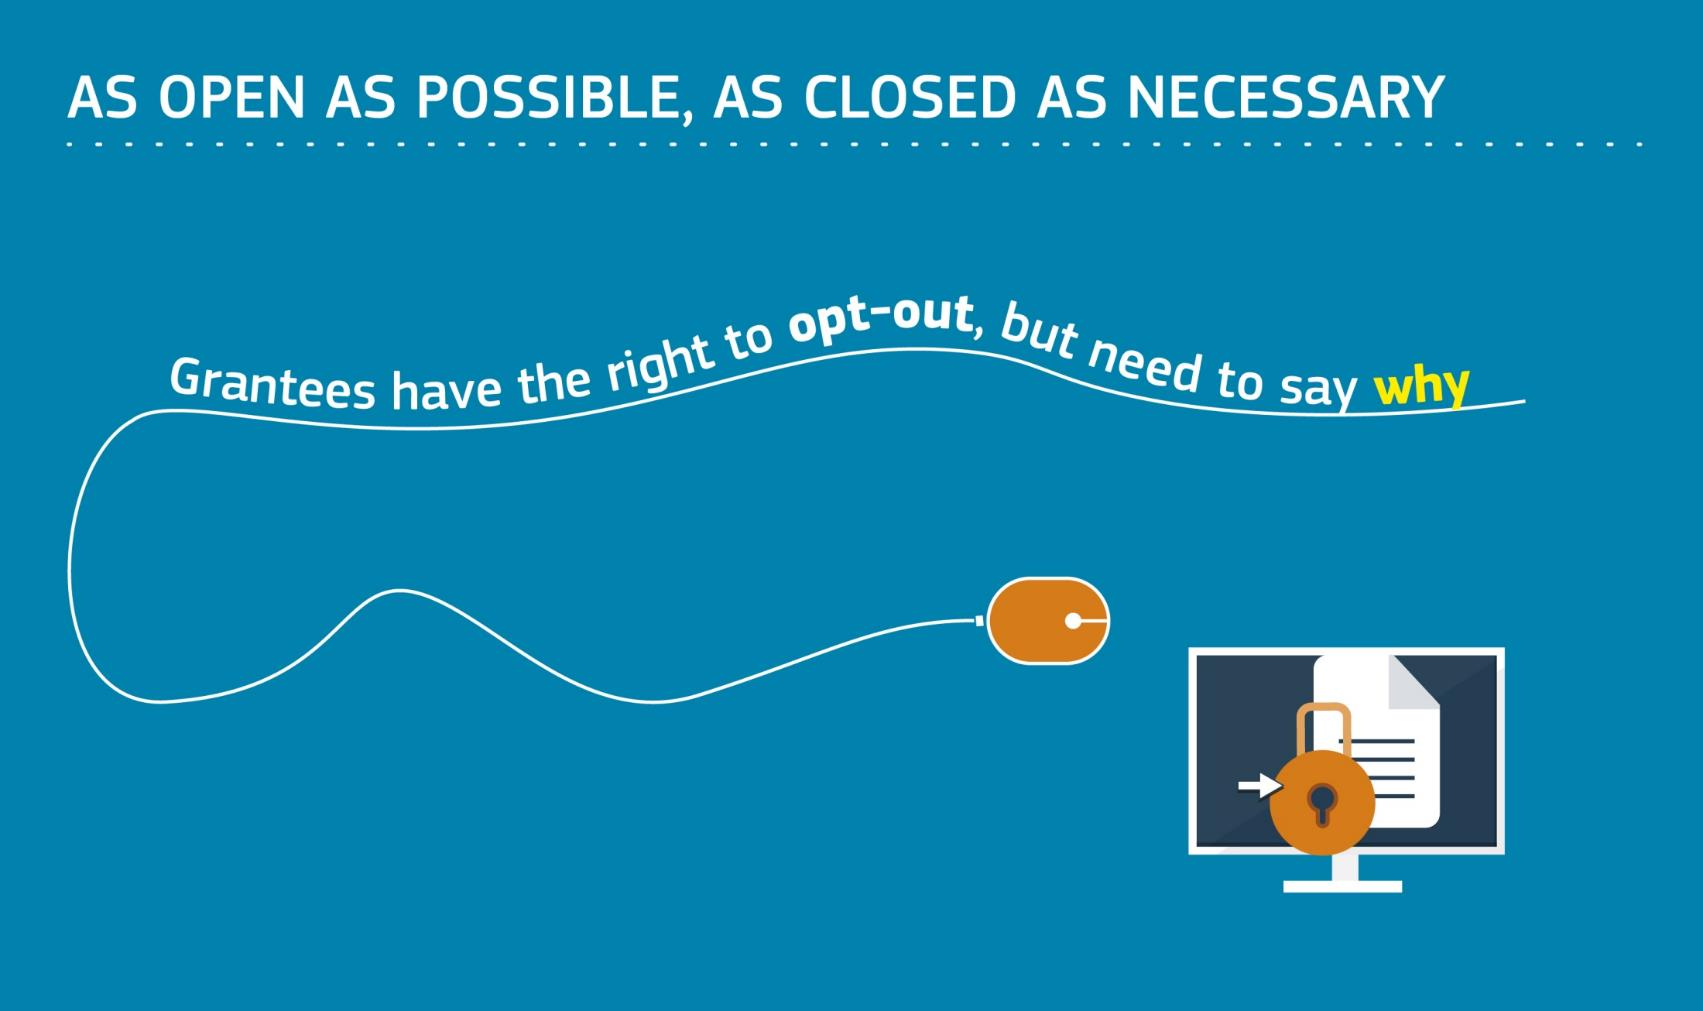 AS OPEN AS POSSIBLE, AS CLOSED AS NECESSARY
Grantees have the right to opt-out, but need to say why